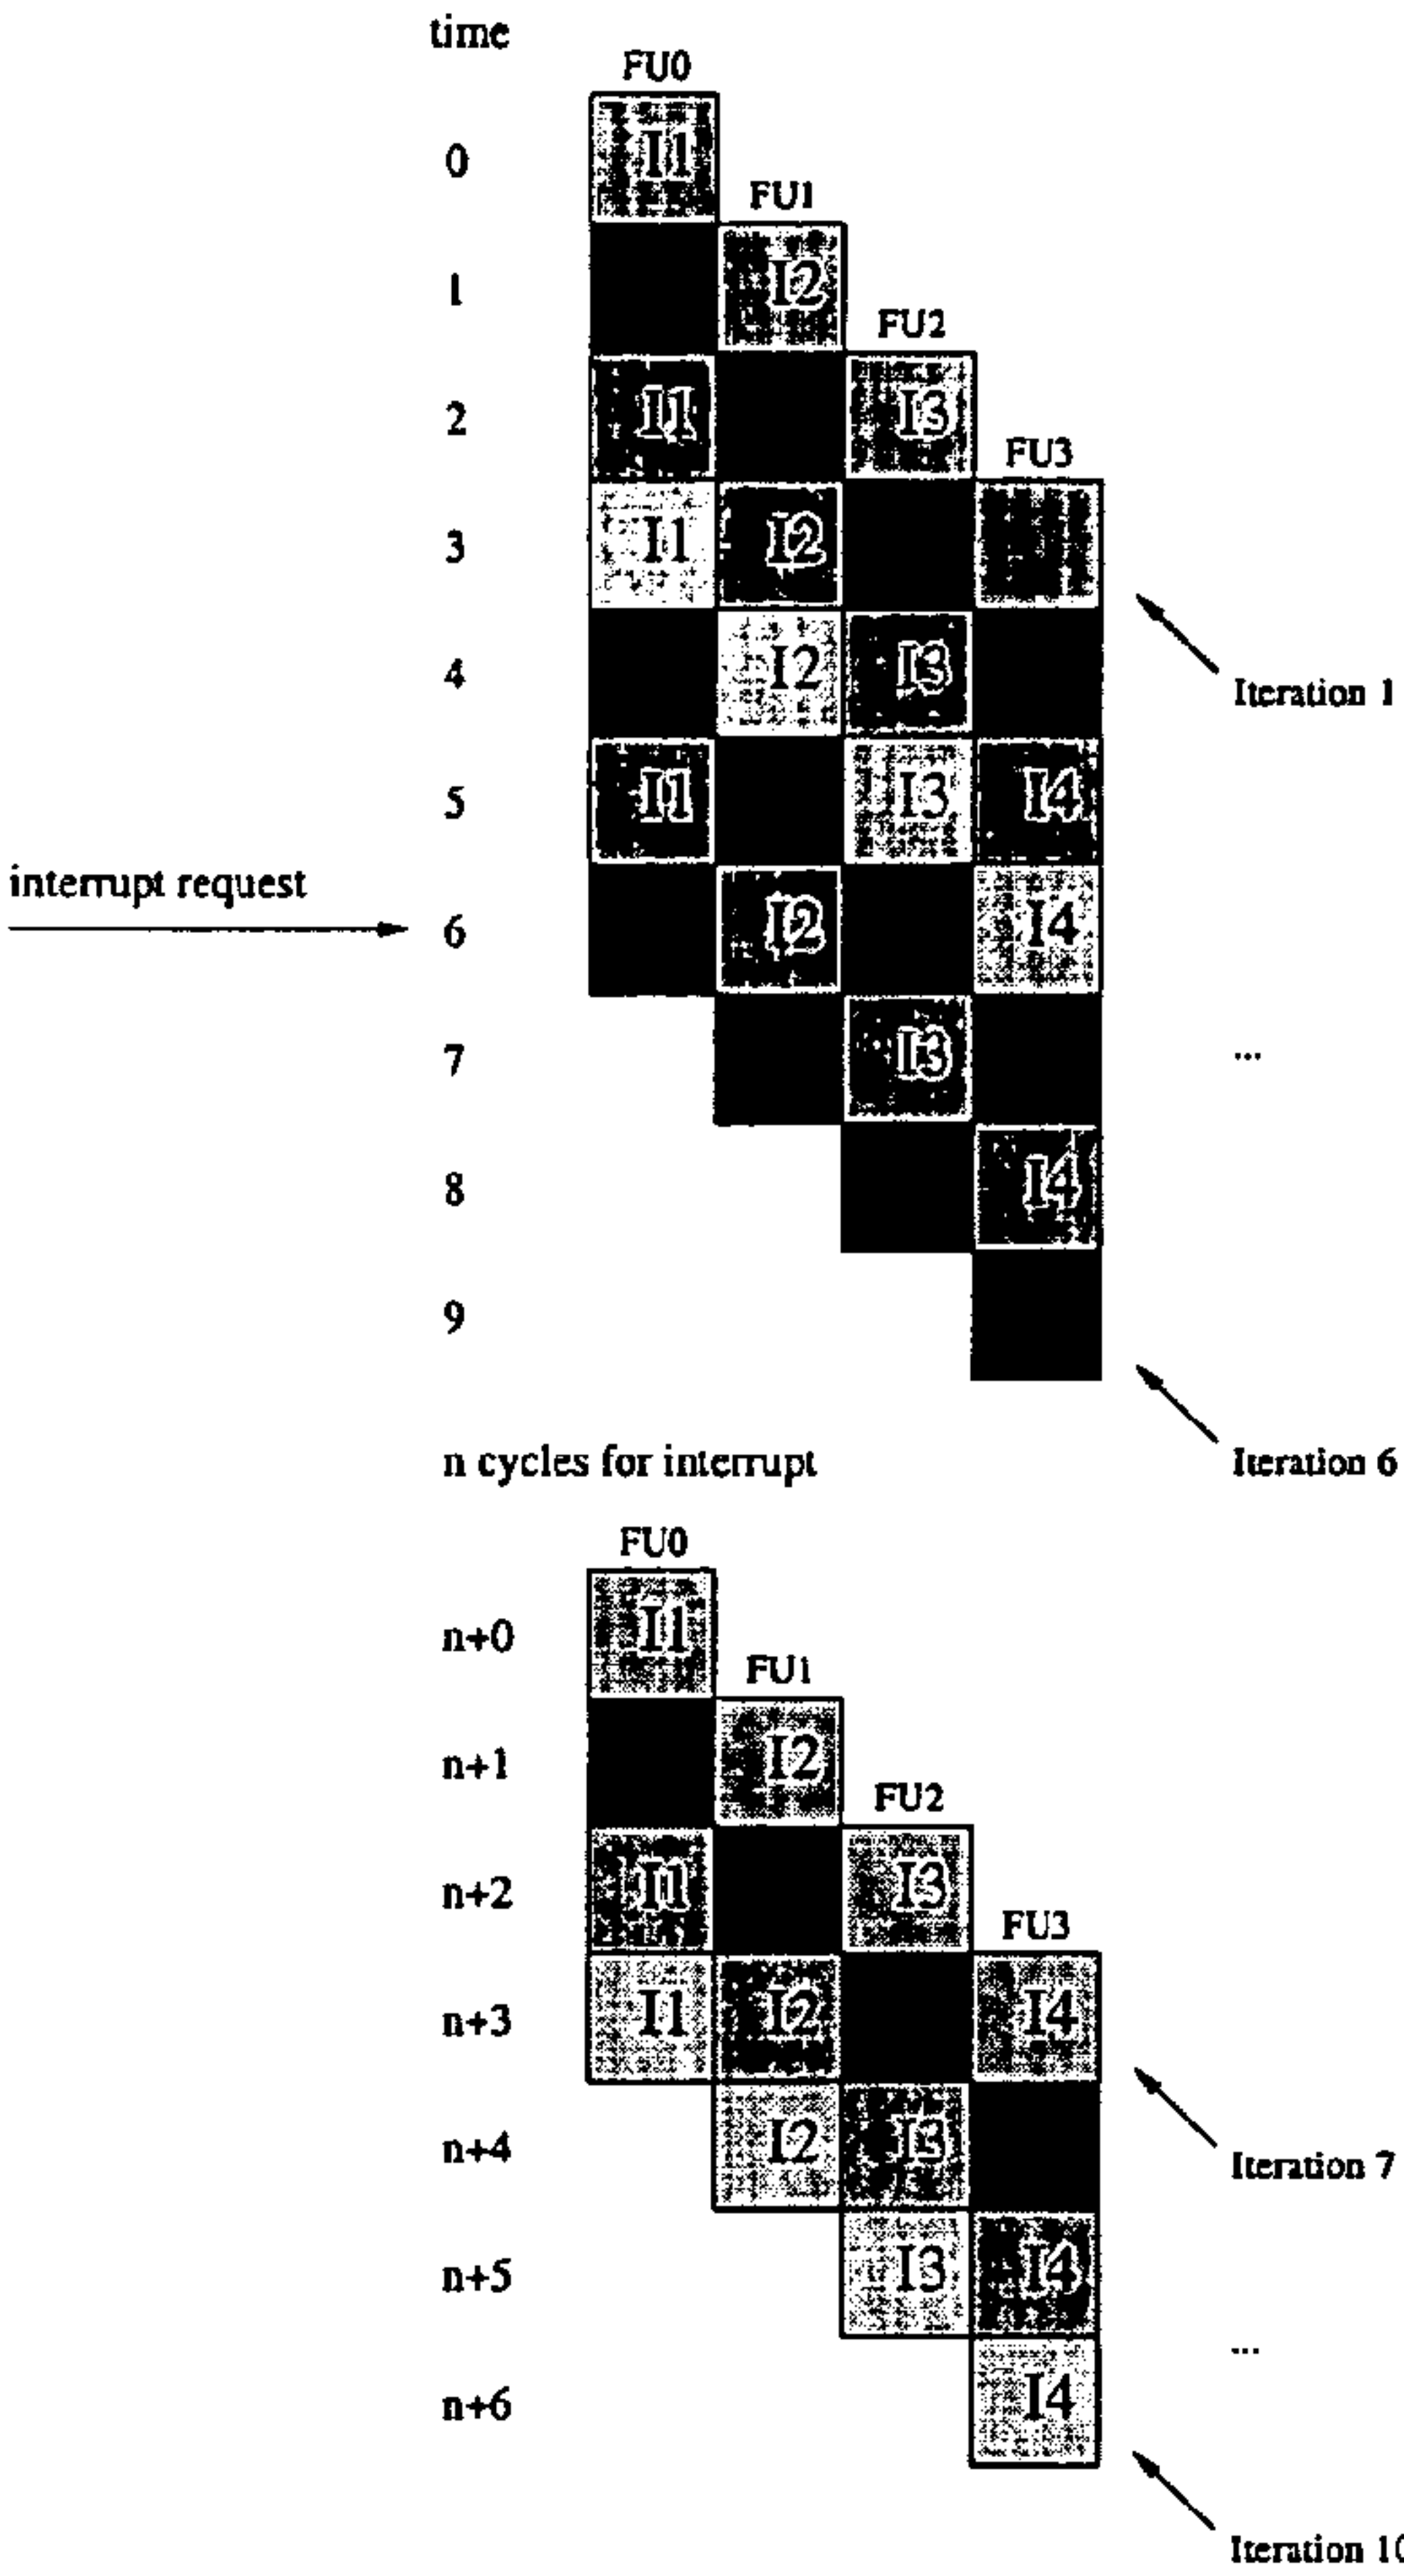 time
FU0
0 I1
FU1
1 I2
FU2
2 I1 I3
FU3
3 I1 I2
4 I2 I3
Iteration 1
5 I1 I3 I4
interrupt request
6 I2 I4
7 I3 ...
8 I4
9
n cycles for interrupt
Iteration 6
FU0
n+0 I1
FU1
n+1 I2
FU2
n+2 I1 I3
FU3
n+3 I1 I2 I4
n+4 I2 I3
Iteration 7
n+5 I3 I4
...
n+6 I4
Iteration 10